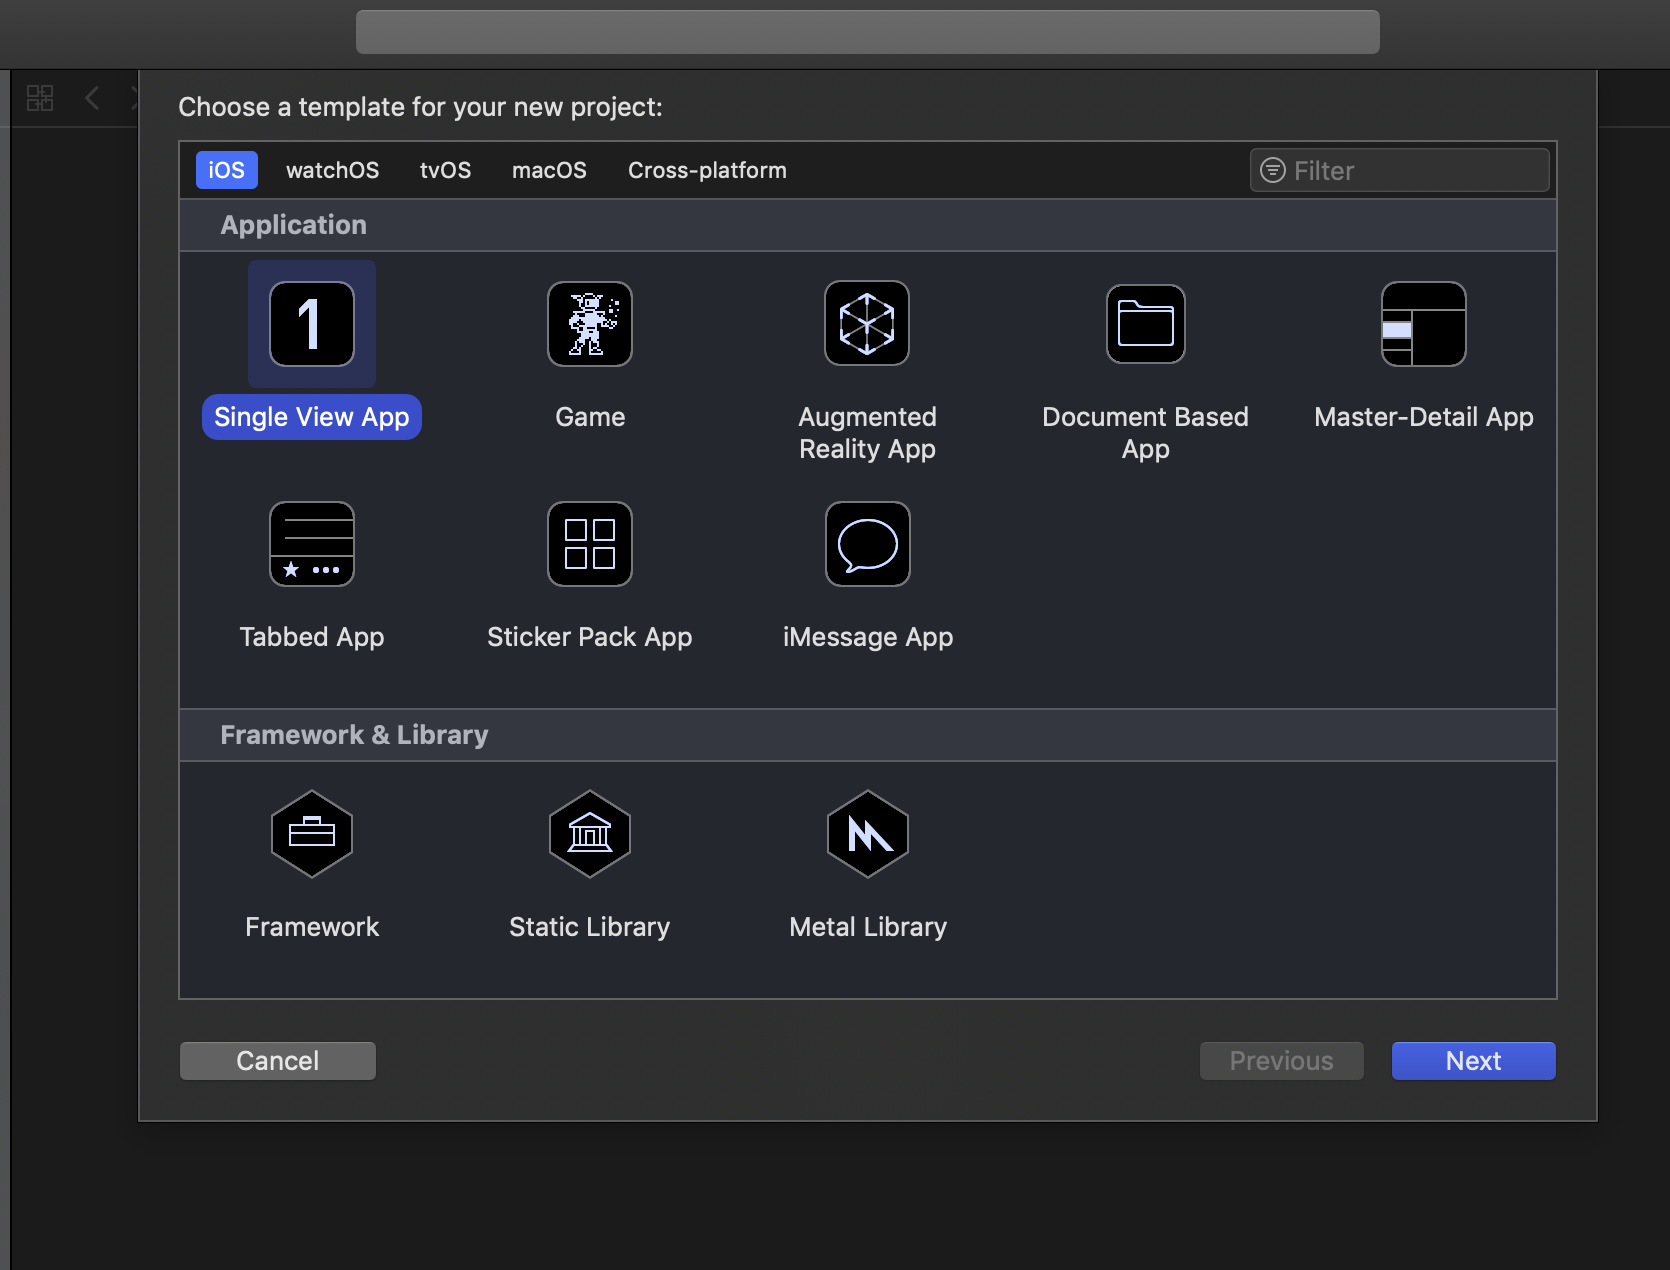 Choose a template for your new project:
iOS watchOS tvOS macOS Cross-platform Filter
Application
1
Single View App Game Augmented Reality App Document Based App Master-Detail App
Tabbed App Sticker Pack App iMessage App
Framework & Library
Framework Static Library Metal Library
Cancel Previous Next